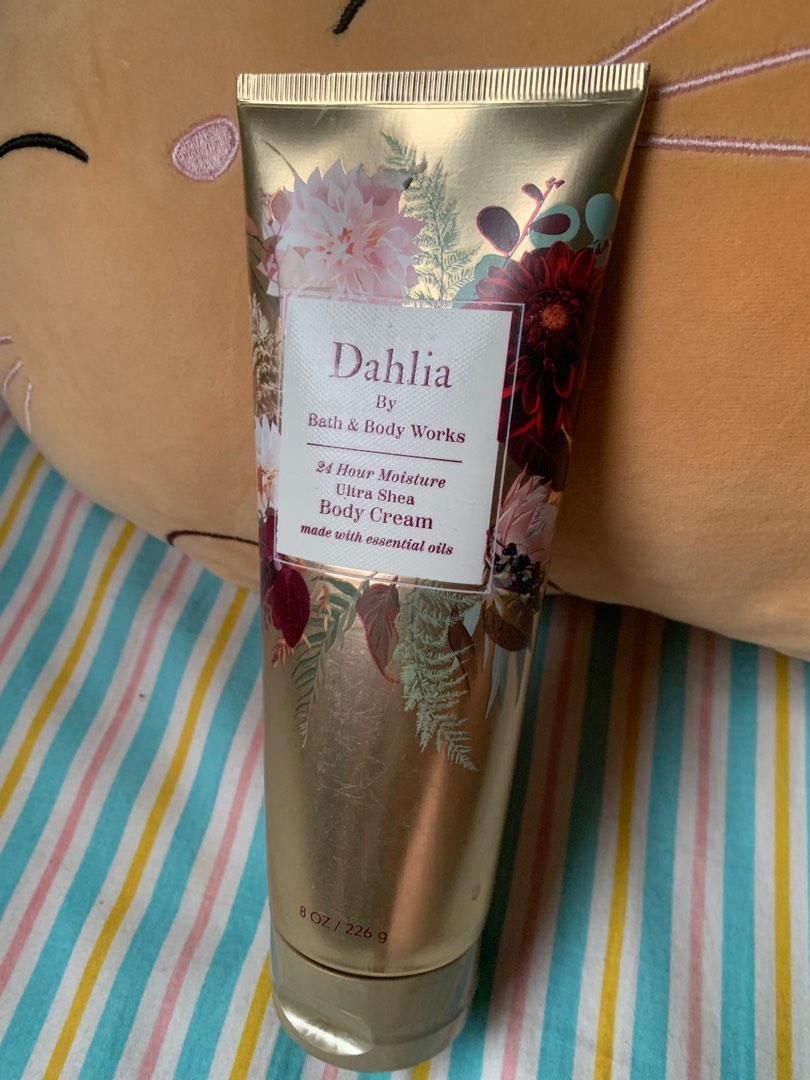 Dahlia
By
Bath & Body Works
24 Hour Moisture
Ultra Shea
Body Cream
made with essential oils
8 OZ / 226 g